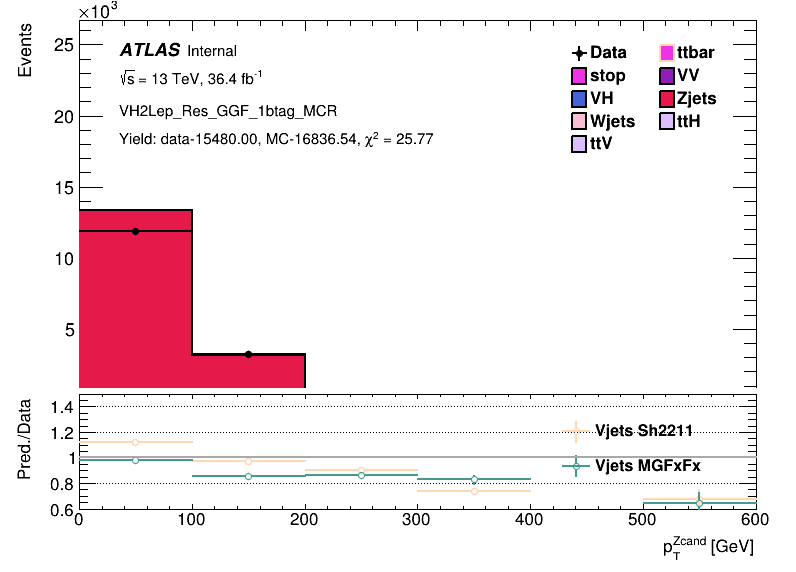 ×10³
Events
25
20
15
10
5
ATLAS Internal
√s = 13 TeV, 36.4 fb⁻¹
VH2Lep_Res_GGF_1btag_MCR
Yield: data-15480.00, MC-16836.54, χ² = 25.77
Data
ttbar
stop
VV
VH
Zjets
Wjets
ttH
ttV
Pred./Data
1.4
1.2
1
0.8
0.6
Vjets Sh2211
Vjets MGFxFx
0 100 200 300 400 500 600
p_T^Zcand [GeV]